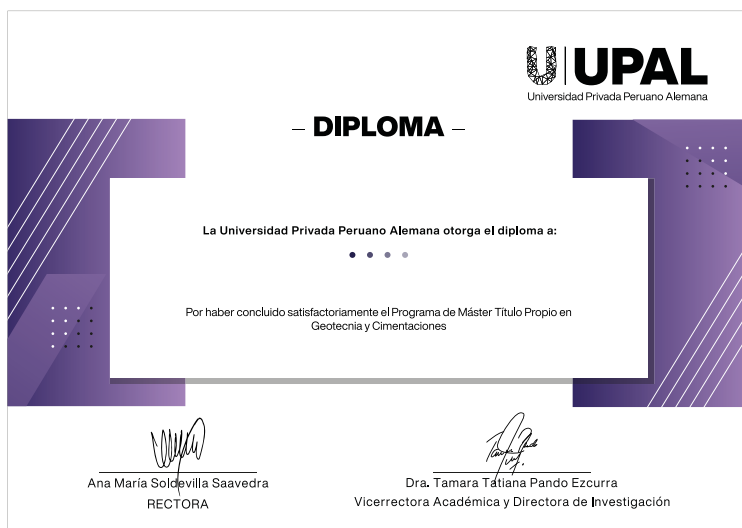 UPAL
Universidad Privada Peruano Alemana
– DIPLOMA –
La Universidad Privada Peruano Alemana otorga el diploma a:
Por haber concluido satisfactoriamente el Programa de Máster Título Propio en
Geotecnia y Cimentaciones
Ana María Soldevilla Saavedra
RECTORA
Dra. Tamara Tatiana Pando Ezcurra
Vicerrectora Académica y Directora de Investigación